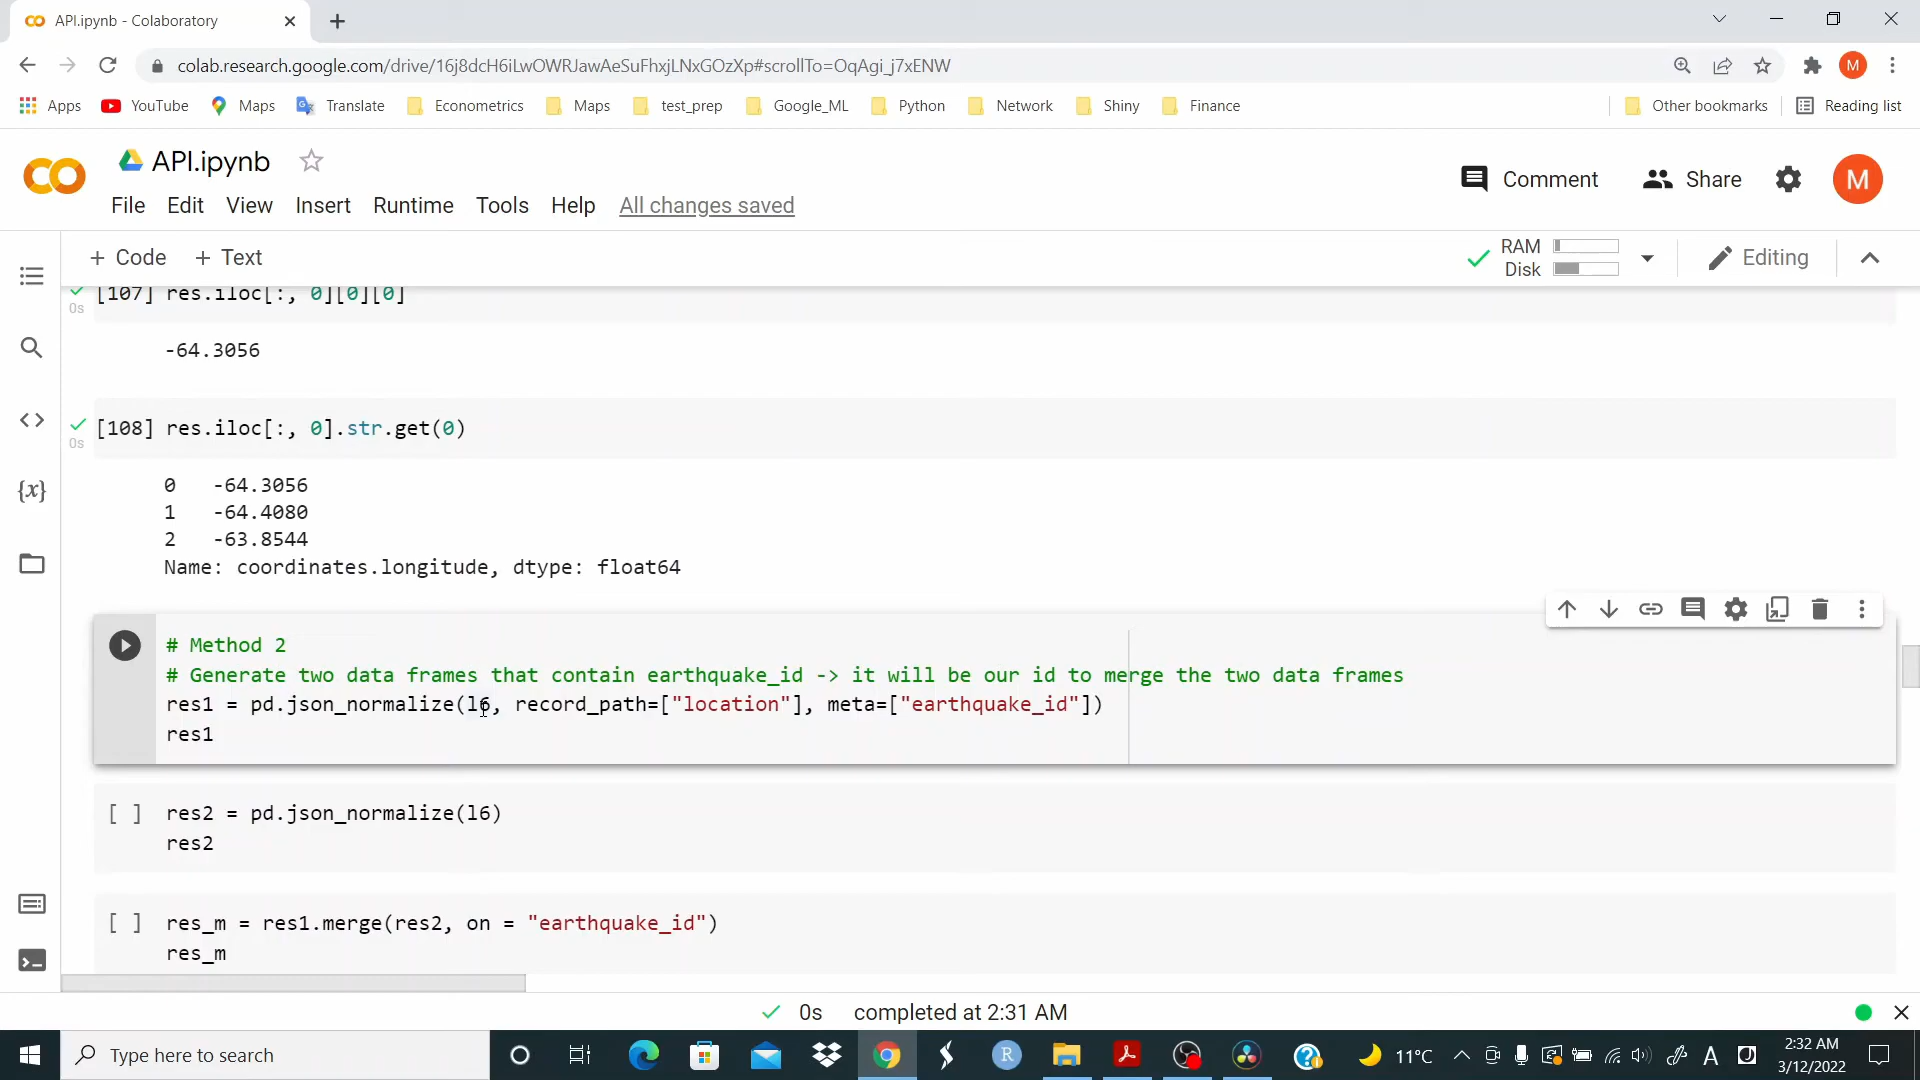 API.ipynb - Colaboratory
colab.research.google.com/drive/16j8dcH6iLwOWRJawAeSuFhxjLNxGOzXp#scrollTo=OqAgi_j7xENW
M
Apps YouTube Maps Translate Econometrics Maps test_prep Google_ML Python Network Shiny Finance Other bookmarks Reading list
API.ipynb
Comment Share M
File Edit View Insert Runtime Tools Help All changes saved
+ Code + Text RAM Disk Editing
[107] res.iloc[:, 0][0][0]
0s
-64.3056
[108] res.iloc[:, 0].str.get(0)
0s
0 -64.3056
1 -64.4080
2 -63.8544
Name: coordinates.longitude, dtype: float64
# Method 2
# Generate two data frames that contain earthquake_id -> it will be our id to merge the two data frames
res1 = pd.json_normalize(l6, record_path=["location"], meta=["earthquake_id"])
res1
[ ] res2 = pd.json_normalize(l6)
res2
[ ] res_m = res1.merge(res2, on = "earthquake_id")
res_m
{x}
0s completed at 2:31 AM
Type here to search
R
11°C
A
2:32 AM
3/12/2022